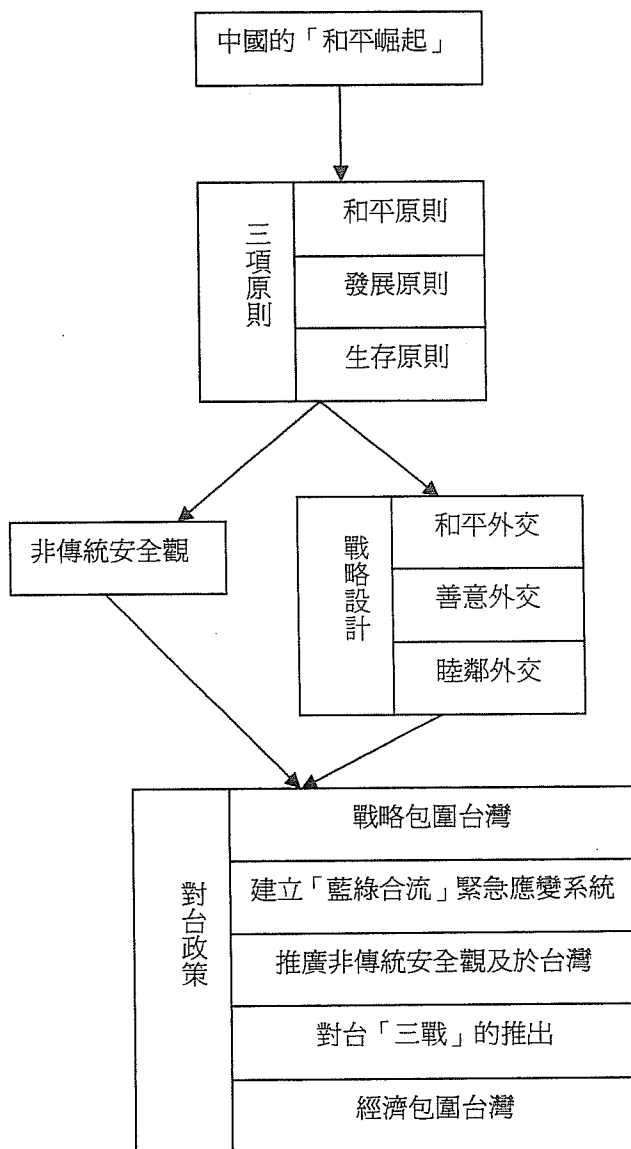 中國的「和平崛起」
三項原則
和平原則
發展原則
生存原則
非傳統安全觀
戰略設計
和平外交
善意外交
睦鄰外交
對台政策
戰略包圍台灣
建立「藍綠合流」緊急應變系統
推廣非傳統安全觀及於台灣
對台「三戰」的推出
經濟包圍台灣